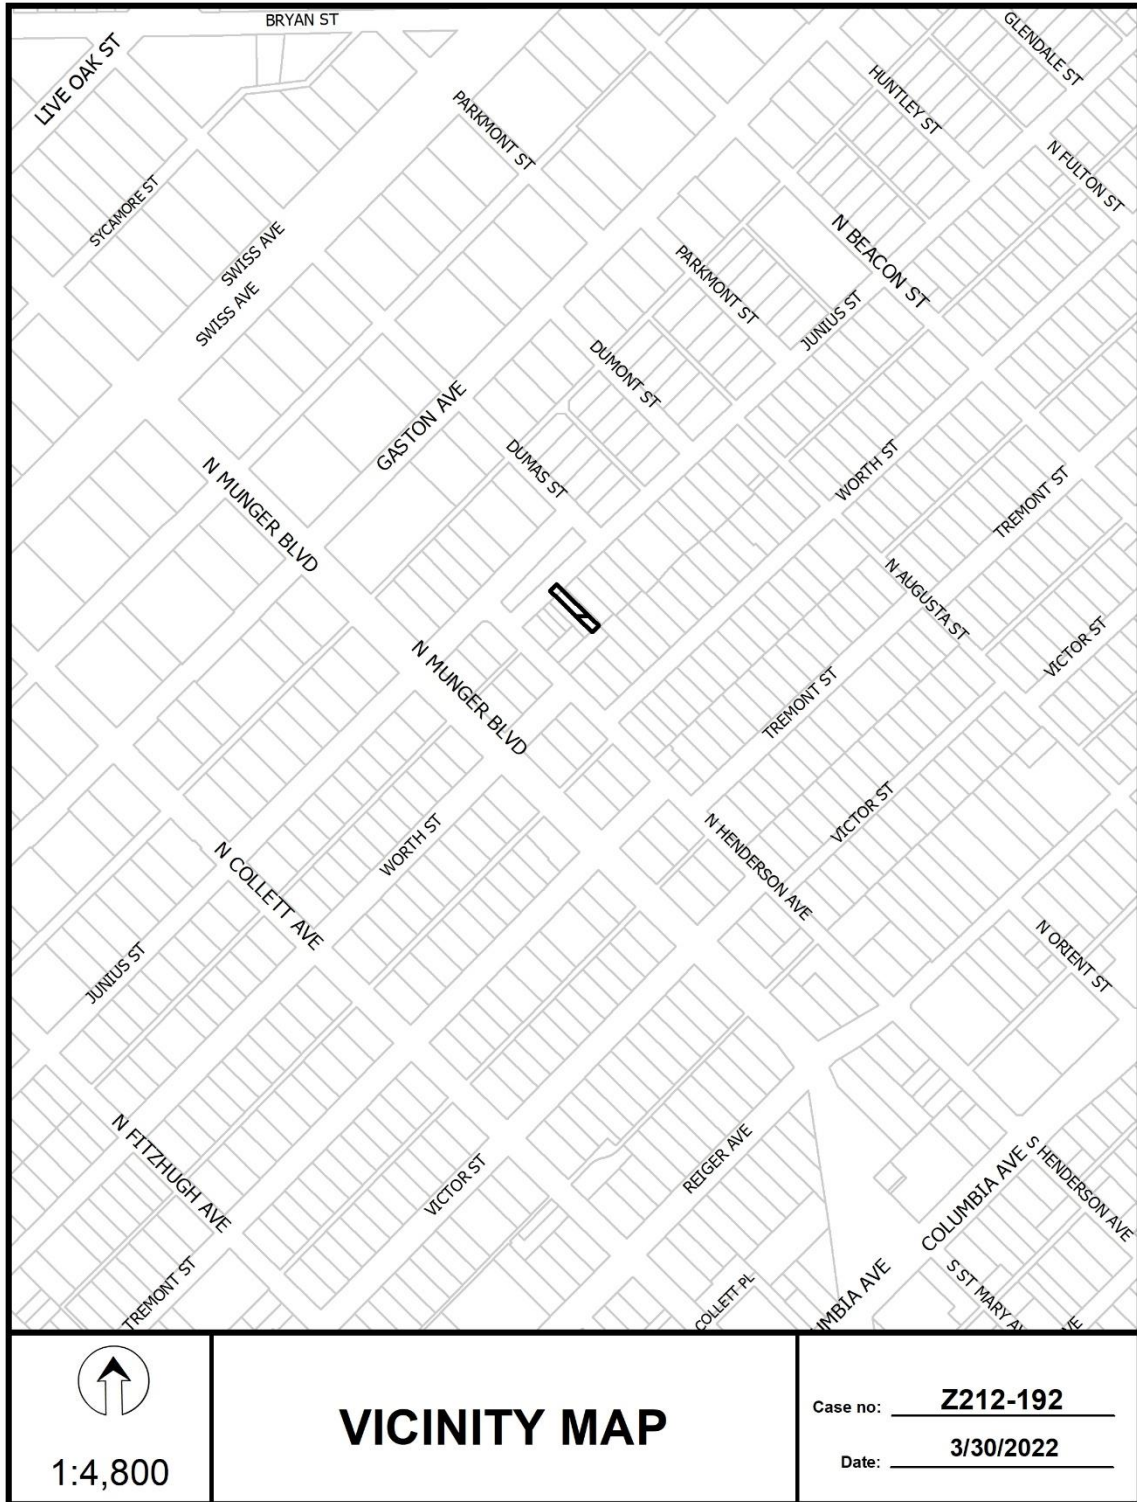 BRYAN ST
LIVE OAK ST
GLENDALE ST
HUNTLEY ST
PARKMONT ST
N FULTON ST
SYCAMORE ST
SWISS AVE
SWISS AVE
N BEACON ST
PARKMONT ST
JUNIUS ST
DUMONT ST
GASTON AVE
DUMAS ST
WORTH ST
N MUNGER BLVD
TREMONT ST
N AUGUSTA ST
VICTOR ST
N MUNGER BLVD
TREMONT ST
VICTOR ST
WORTH ST
N HENDERSON AVE
N COLLETT AVE
N ORIENT ST
JUNIUS ST
N FITZHUGH AVE
REIGER AVE
VICTOR ST
COLUMBIA AVE
S HENDERSON AVE
TREMONT ST
COLLETT PL
UMBIA AVE
S ST MARY AV
VE
1:4,800
VICINITY MAP
Case no: Z212-192
Date: 3/30/2022